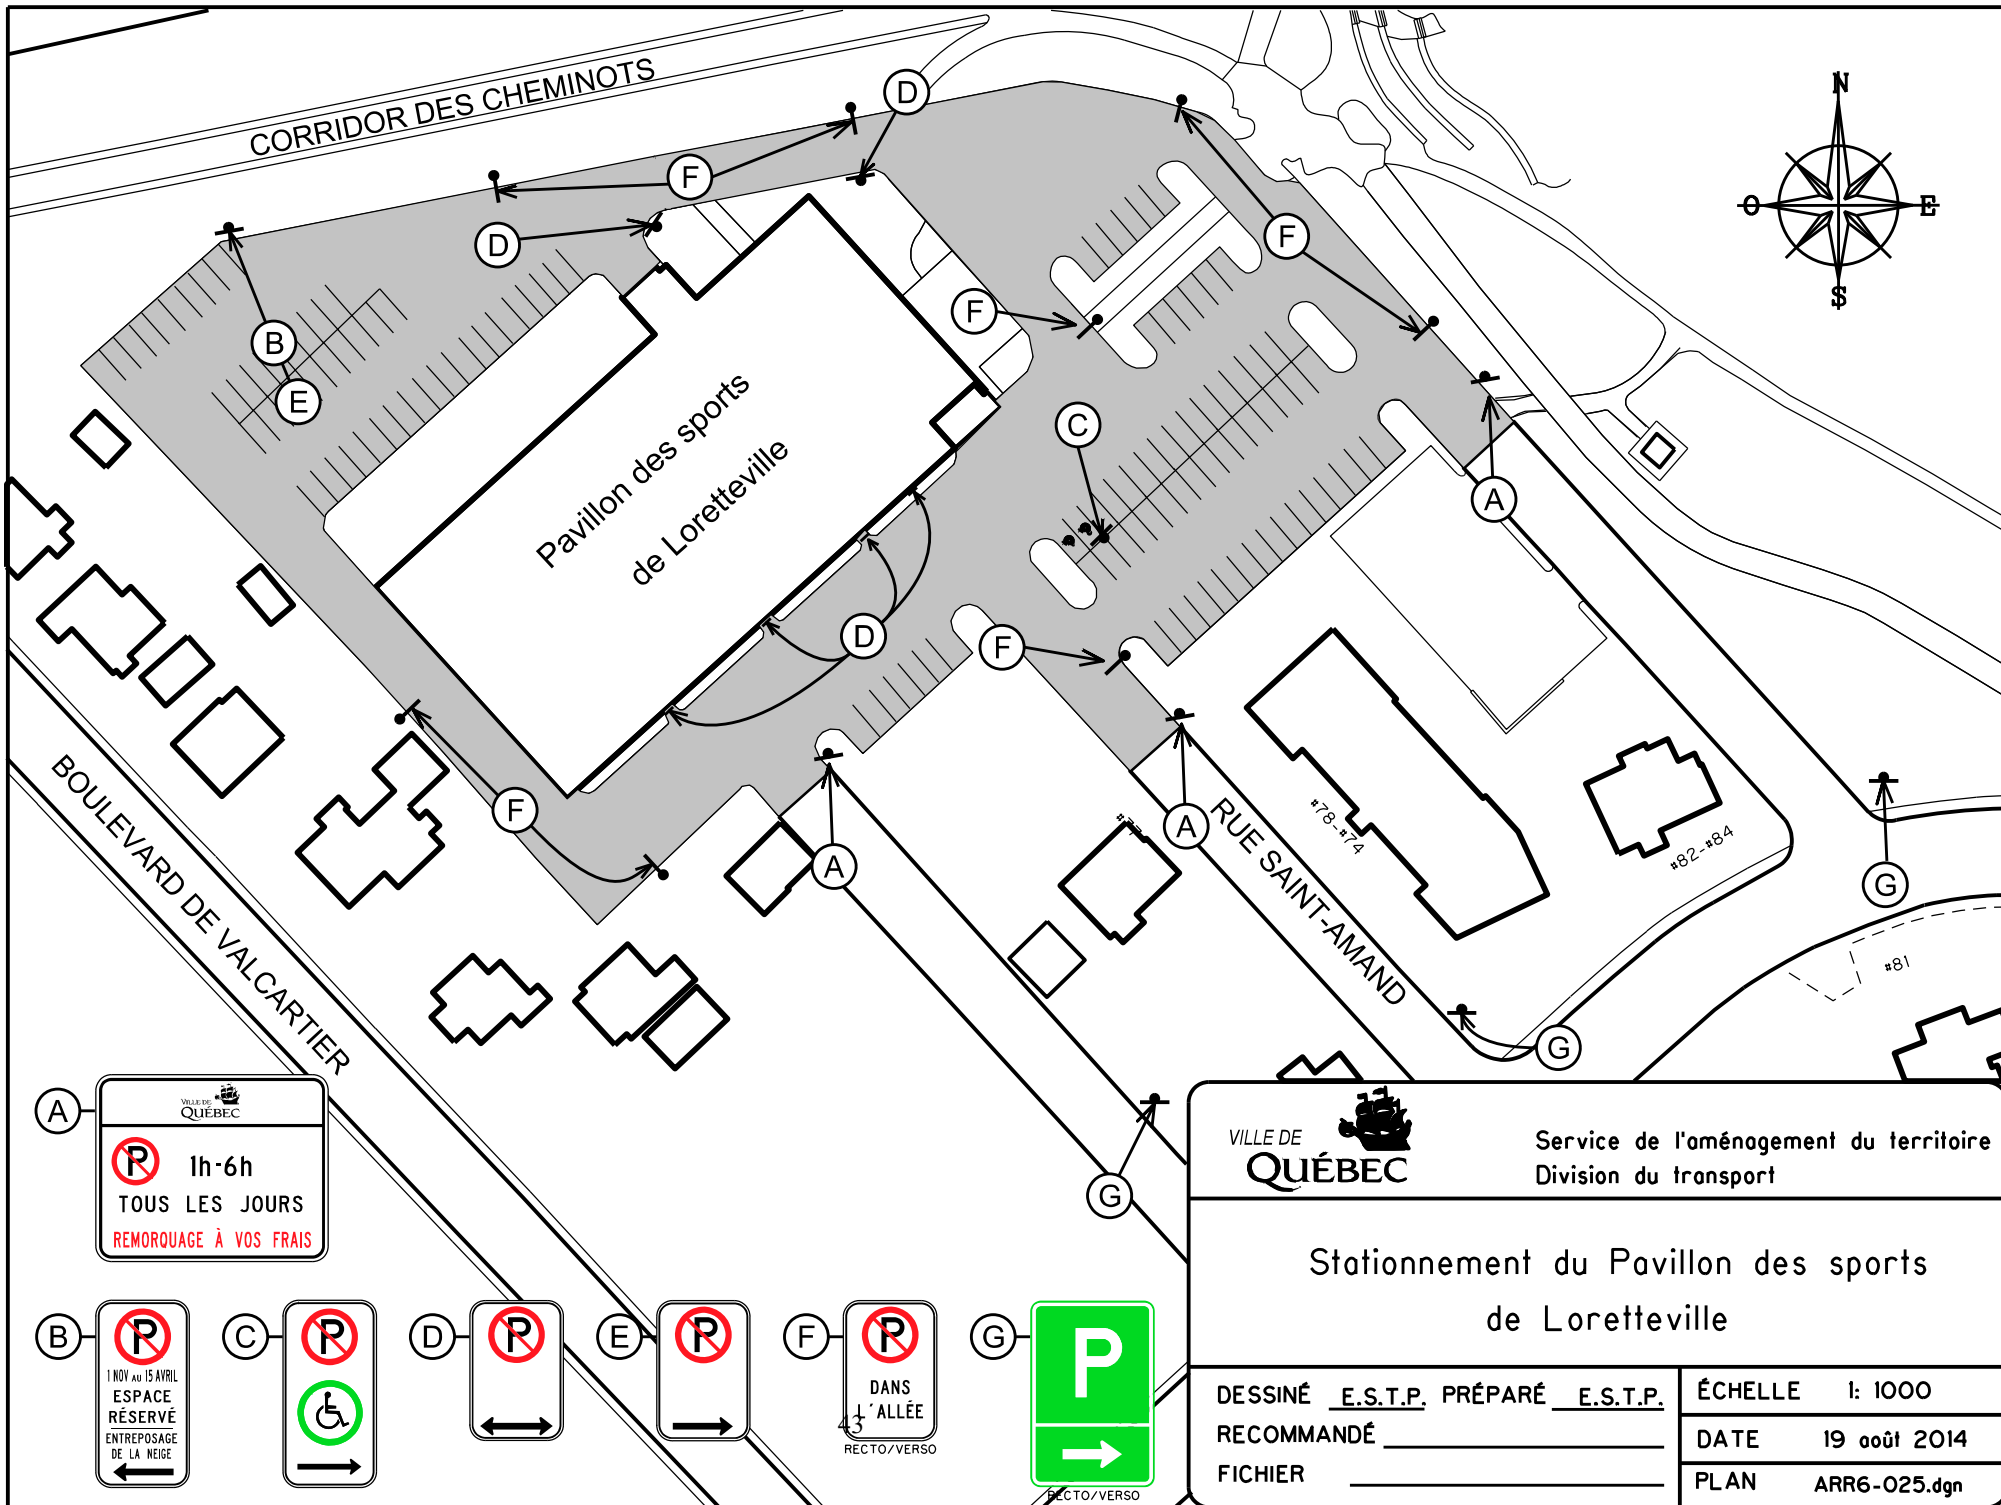 CORRIDOR DES CHEMINOTS
D
F
D
F
B
E
F
C
A
N
O
E
S
Pavillon des sports
de Loretteville
D
F
F
A
A
BOULEVARD DE VALCARTIER
RUE SAINT-AMAND
#78-#74
#82-#84
#81
G
G
G
A
VILLE DE
QUÉBEC
P
1h-6h
TOUS LES JOURS
REMORQUAGE À VOS FRAIS
B
P
1 NOV AU 15 AVRIL
ESPACE
RÉSERVÉ
ENTREPOSAGE
DE LA NEIGE
C
P
D
P
E
P
F
P
DANS
L'ALLÉE
43
RECTO/VERSO
G
P
RECTO/VERSO
VILLE DE
QUÉBEC
Service de l'aménagement du territoire
Division du transport
Stationnement du Pavillon des sports
de Loretteville
DESSINÉ E.S.T.P. PRÉPARÉ E.S.T.P.
RECOMMANDÉ
FICHIER
ÉCHELLE 1: 1000
DATE 19 août 2014
PLAN ARR6-025.dgn